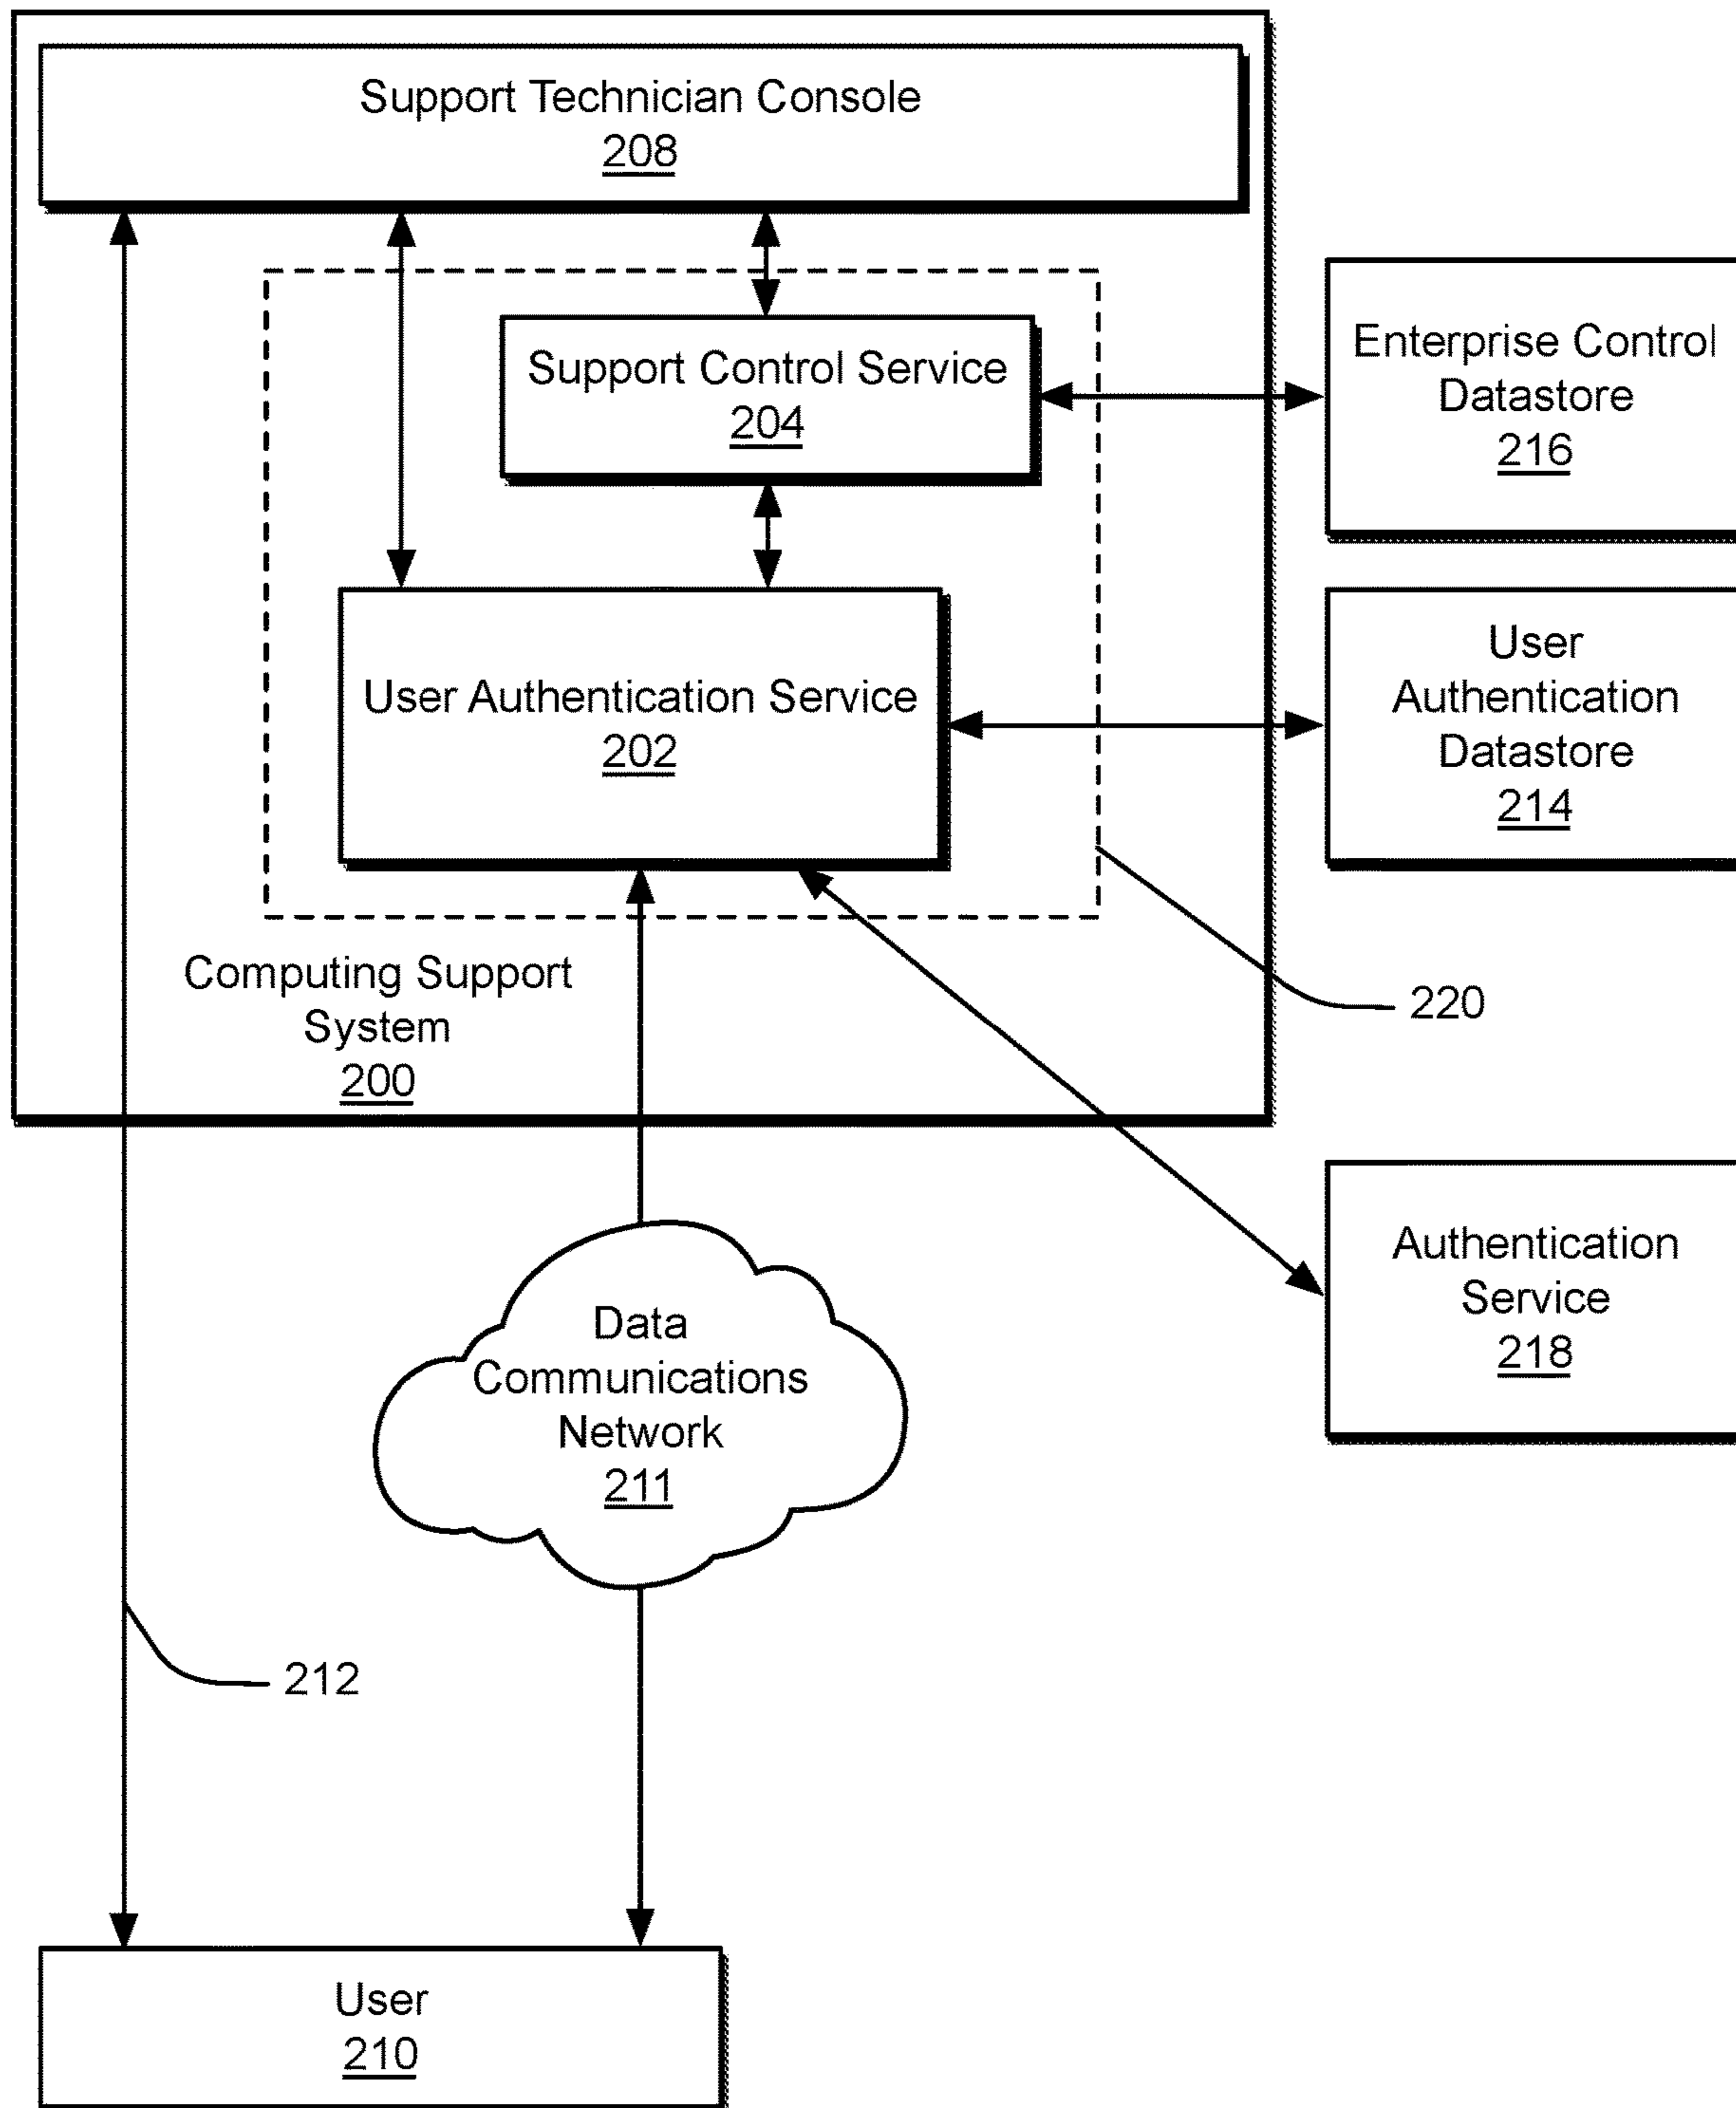 Support Technician Console
208
Support Control Service
204
Enterprise Control
Datastore
216
User Authentication Service
202
User
Authentication
Datastore
214
Computing Support
System
200
220
Authentication
Service
218
Data
Communications
Network
211
212
User
210